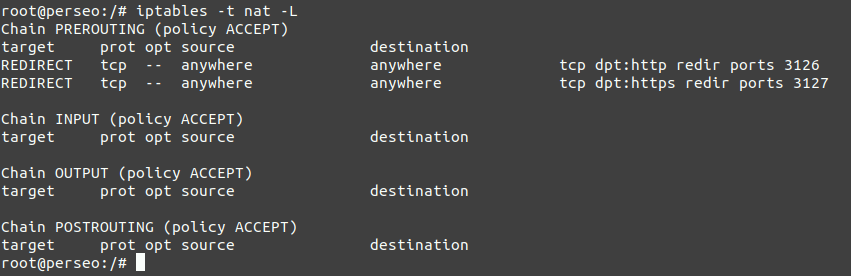 root@perseo:/# iptables -t nat -L
Chain PREROUTING (policy ACCEPT)
target     prot opt source               destination
REDIRECT   tcp  --  anywhere             anywhere             tcp dpt:http redir ports 3126
REDIRECT   tcp  --  anywhere             anywhere             tcp dpt:https redir ports 3127

Chain INPUT (policy ACCEPT)
target     prot opt source               destination

Chain OUTPUT (policy ACCEPT)
target     prot opt source               destination

Chain POSTROUTING (policy ACCEPT)
target     prot opt source               destination
root@perseo:/#